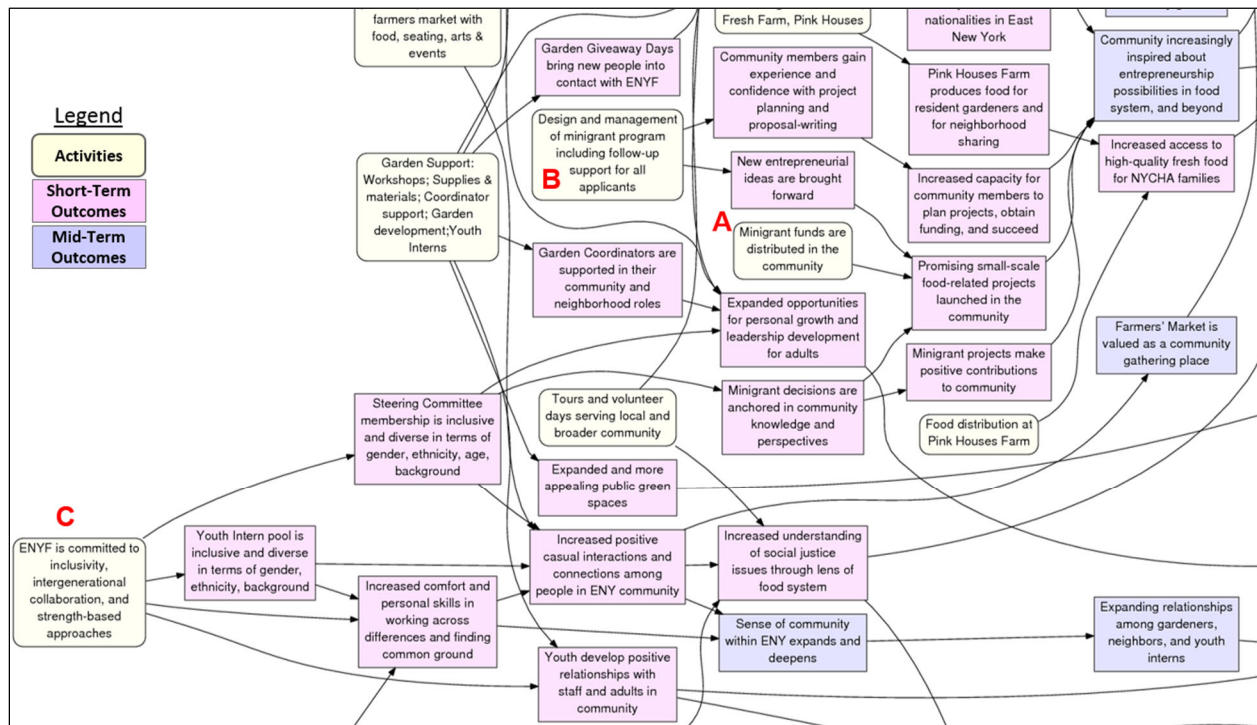 farmers market with
food, seating, arts &
events
Legend
Activities
Short-Term
Outcomes
Mid-Term
Outcomes
Garden Support:
Workshops; Supplies &
materials; Coordinator
support; Garden
development;Youth
Interns
Steering Committee
membership is inclusive
and diverse in terms of
gender, ethnicity, age,
background
C
ENYF is committed to
inclusivity,
intergenerational
collaboration, and
strength-based
approaches
Youth Intern pool is
inclusive and diverse
in terms of gender,
ethnicity, background
Increased comfort and
personal skills in
working across
differences and finding
common ground
Garden Giveaway Days
bring new people into
contact with ENYF
Design and management
of minigrant program
including follow-up
support for all
applicants
B
Garden Coordinators are
supported in their
community and
neighborhood roles
Tours and volunteer
days serving local and
broader community
Expanded and more
appealing public green
spaces
Increased positive
casual interactions and
connections among
people in ENY community
Youth develop positive
relationships with
staff and adults in
community
Fresh Farm, Pink Houses
Community members gain
experience and
confidence with project
planning and
proposal-writing
New entrepreneurial
ideas are brought
forward
A
Minigrant funds are
distributed in the
community
Expanded opportunities
for personal growth and
leadership development
for adults
Minigrant decisions are
anchored in community
knowledge and
perspectives
Increased understanding
of social justice
issues through lens of
food system
Sense of community
within ENY expands and
deepens
nationalities in East
New York
Pink Houses Farm
produces food for
resident gardeners and
for neighborhood
sharing
Increased capacity for
community members to
plan projects, obtain
funding, and succeed
Promising small-scale
food-related projects
launched in the
community
Minigrant projects make
positive contributions
to community
Food distribution at
Pink Houses Farm
Community increasingly
inspired about
entrepreneurship
possibilities in food
system, and beyond
Increased access to
high-quality fresh food
for NYCHA families
Farmers' Market is
valued as a community
gathering place
Expanding relationships
among gardeners,
neighbors, and youth
interns